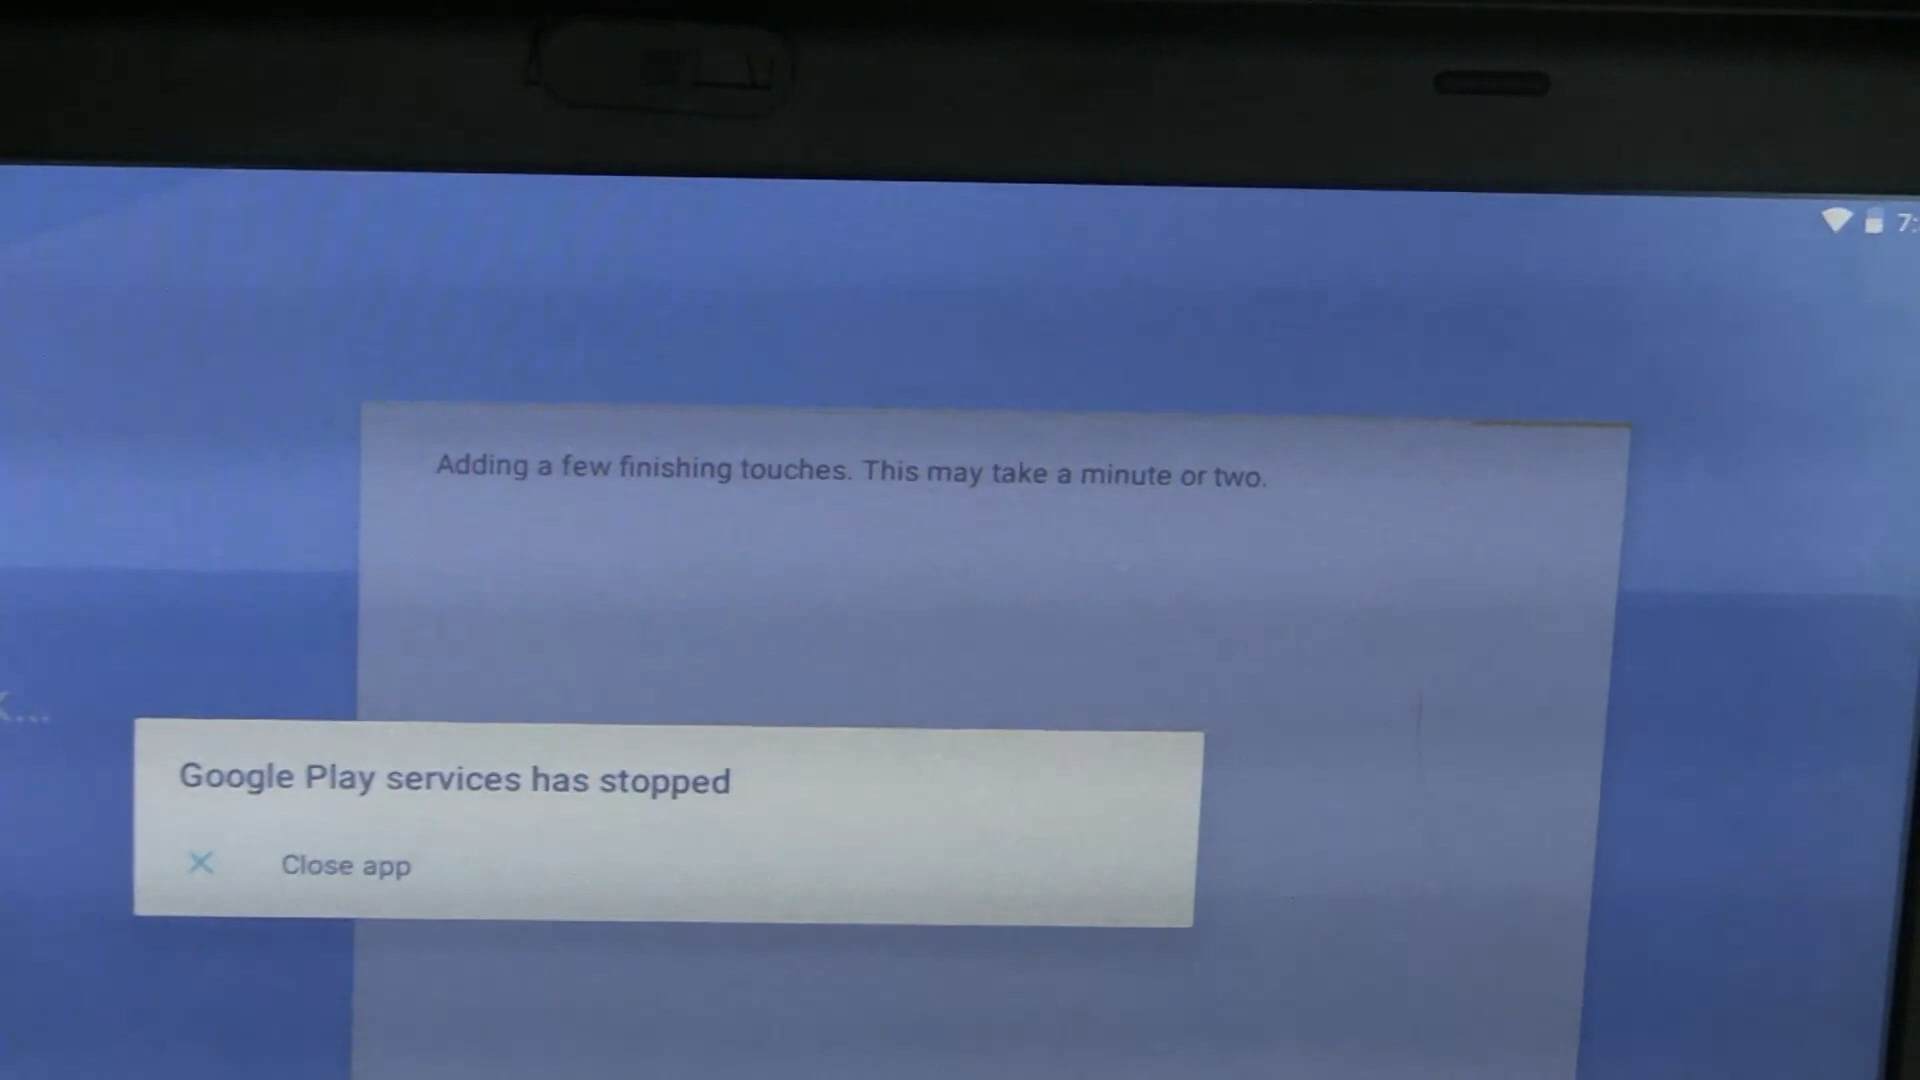 Adding a few finishing touches. This may take a minute or two.
Google Play services has stopped
Close app